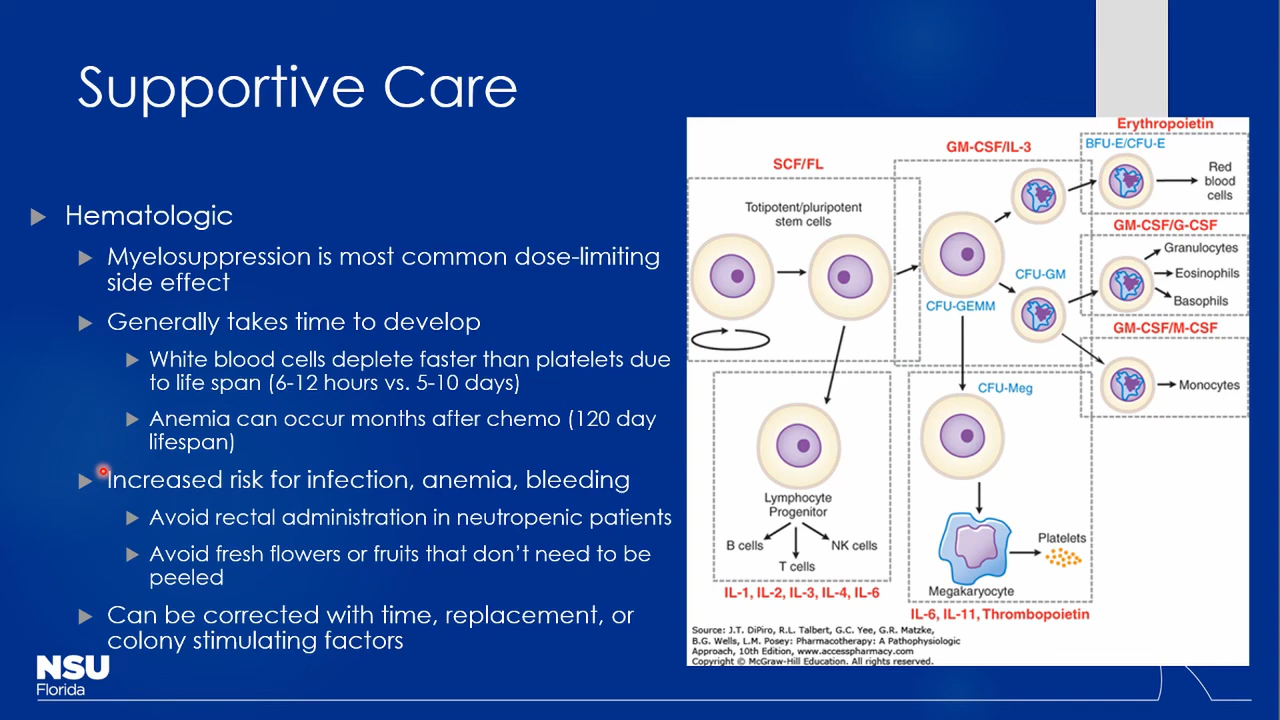 Supportive Care
Hematologic
Myelosuppression is most common dose-limiting
side effect
Generally takes time to develop
White blood cells deplete faster than platelets due
to life span (6-12 hours vs. 5-10 days)
Anemia can occur months after chemo (120 day
lifespan)
Increased risk for infection, anemia, bleeding
Avoid rectal administration in neutropenic patients
Avoid fresh flowers or fruits that don't need to be
peeled
Can be corrected with time, replacement, or
colony stimulating factors
NSU
Florida
SCF/FL
Totipotent/pluripotent
stem cells
GM-CSF/IL-3
CFU-GEMM
CFU-GM
Erythropoietin
BFU-E/CFU-E
Red
blood
cells
GM-CSF/G-CSF
Granulocytes
Eosinophils
Basophils
GM-CSF/M-CSF
Monocytes
Lymphocyte
Progenitor
B cells
T cells
NK cells
IL-1, IL-2, IL-3, IL-4, IL-6
CFU-Meg
Megakaryocyte
Platelets
IL-6, IL-11, Thrombopoietin
Source: J.T. DiPiro, R.L. Talbert, G.C. Yee, G.R. Matzke,
B.G. Wells, L.M. Posey: Pharmacotherapy: A Pathophysiologic
Approach, 10th Edition, www.accesspharmacy.com
Copyright © McGraw-Hill Education. All rights reserved.